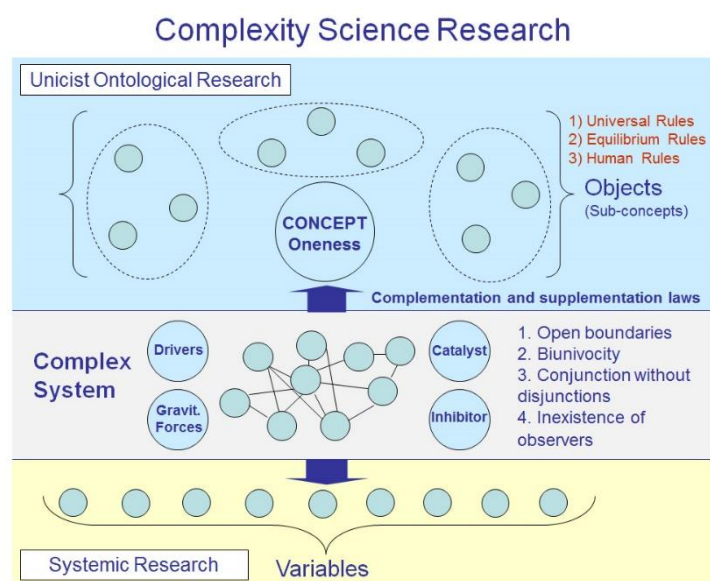 Complexity Science Research
Unicist Ontological Research
1) Universal Rules
2) Equilibrium Rules
3) Human Rules
Objects
(Sub-concepts)
CONCEPT
Oneness
Complementation and supplementation laws
Complex
System
Drivers
Gravit.
Forces
Catalyst
Inhibitor
1. Open boundaries
2. Biunivocity
3. Conjunction without
disjunctions
4. Inexistence of
observers
Systemic Research
Variables